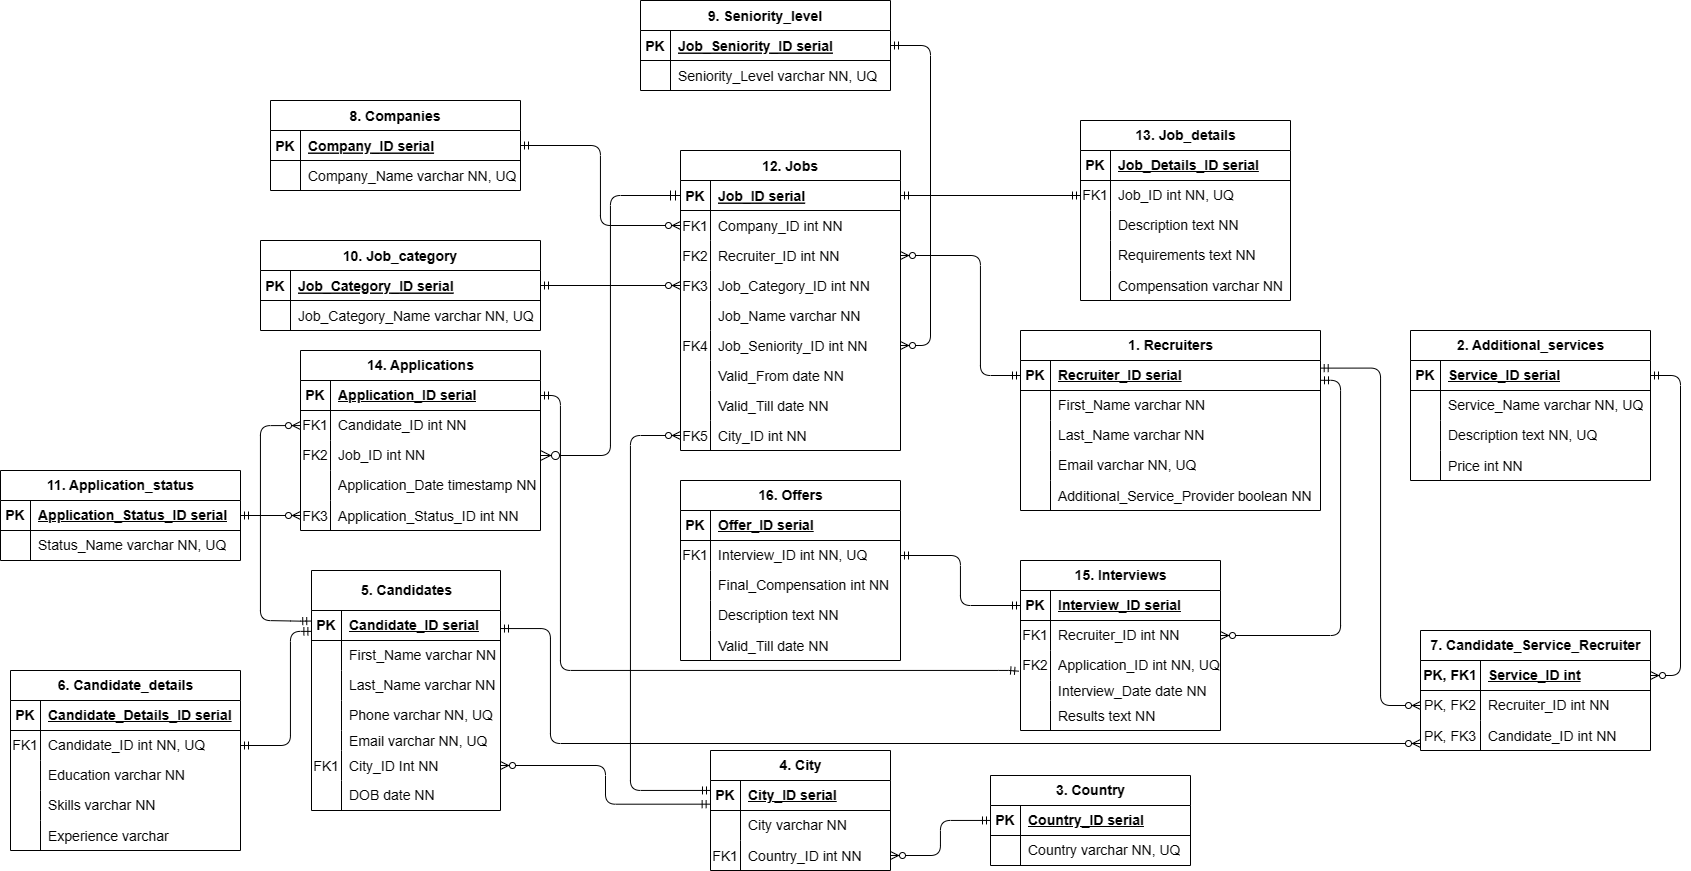 9. Seniority_level
PK Job_Seniority_ID serial
Seniority_Level varchar NN, UQ
8. Companies
PK Company_ID serial
Company_Name varchar NN, UQ
13. Job_details
PK Job_Details_ID serial
FK1 Job_ID int NN, UQ
Description text NN
Requirements text NN
Compensation varchar NN
12. Jobs
PK Job_ID serial
FK1 Company_ID int NN
FK2 Recruiter_ID int NN
FK3 Job_Category_ID int NN
Job_Name varchar NN
FK4 Job_Seniority_ID int NN
Valid_From date NN
Valid_Till date NN
FK5 City_ID int NN
10. Job_category
PK Job_Category_ID serial
Job_Category_Name varchar NN, UQ
1. Recruiters
PK Recruiter_ID serial
First_Name varchar NN
Last_Name varchar NN
Email varchar NN, UQ
Additional_Service_Provider boolean NN
2. Additional_services
PK Service_ID serial
Service_Name varchar NN, UQ
Description text NN, UQ
Price int NN
14. Applications
PK Application_ID serial
FK1 Candidate_ID int NN
FK2 Job_ID int NN
Application_Date timestamp NN
FK3 Application_Status_ID int NN
11. Application_status
PK Application_Status_ID serial
Status_Name varchar NN, UQ
16. Offers
PK Offer_ID serial
FK1 Interview_ID int NN, UQ
Final_Compensation int NN
Description text NN
Valid_Till date NN
15. Interviews
PK Interview_ID serial
FK1 Recruiter_ID int NN
FK2 Application_ID int NN, UQ
Interview_Date date NN
Results text NN
5. Candidates
PK Candidate_ID serial
First_Name varchar NN
Last_Name varchar NN
Phone varchar NN, UQ
Email varchar NN, UQ
FK1 City_ID Int NN
DOB date NN
7. Candidate_Service_Recruiter
PK, FK1 Service_ID int
PK, FK2 Recruiter_ID int NN
PK, FK3 Candidate_ID int NN
6. Candidate_details
PK Candidate_Details_ID serial
FK1 Candidate_ID int NN, UQ
Education varchar NN
Skills varchar NN
Experience varchar
4. City
PK City_ID serial
City varchar NN
FK1 Country_ID int NN
3. Country
PK Country_ID serial
Country varchar NN, UQ